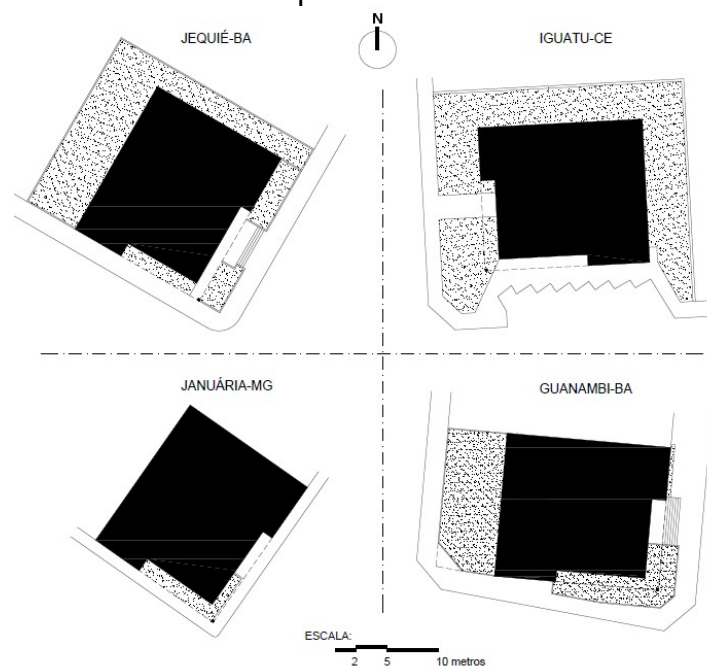 N
JEQUIÉ-BA
IGUATU-CE
JANUÁRIA-MG
GUANAMBI-BA
ESCALA:
2 5 10 metros